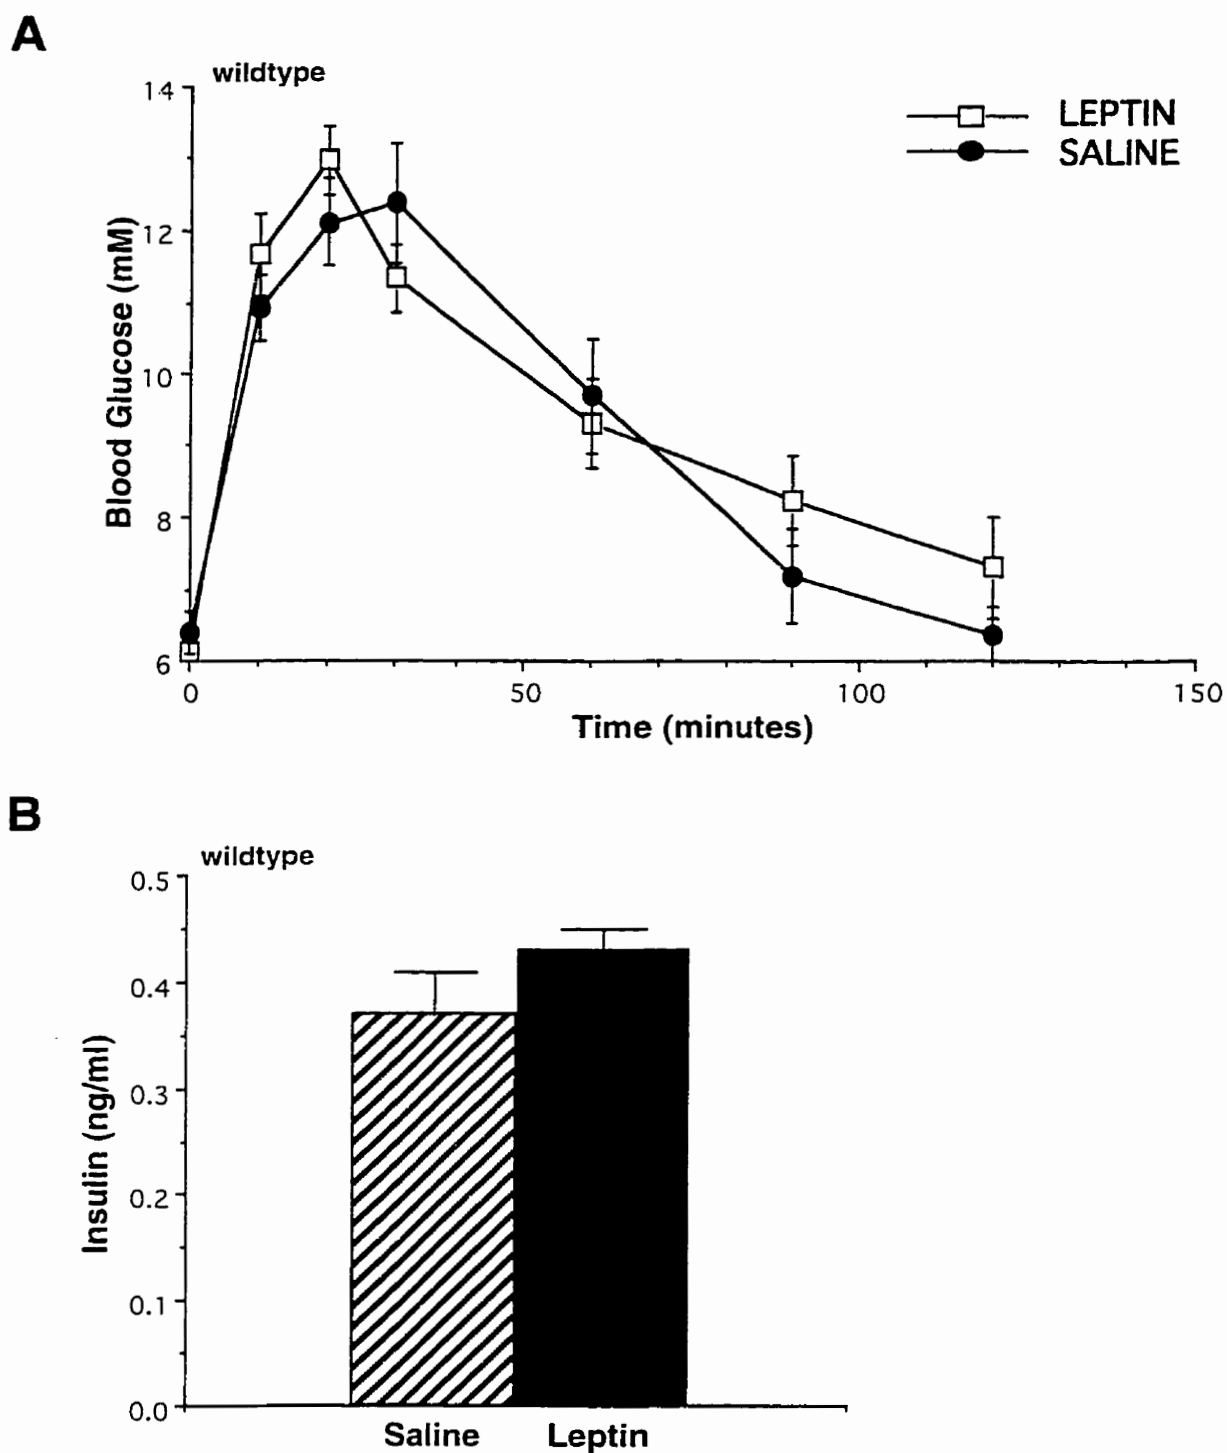 A
wildtype
LEPTIN
SALINE
Blood Glucose (mM)
14
12
10
8
6
0 50 100 150
Time (minutes)
B
wildtype
Insulin (ng/ml)
0.5
0.4
0.3
0.2
0.1
0.0
Saline Leptin